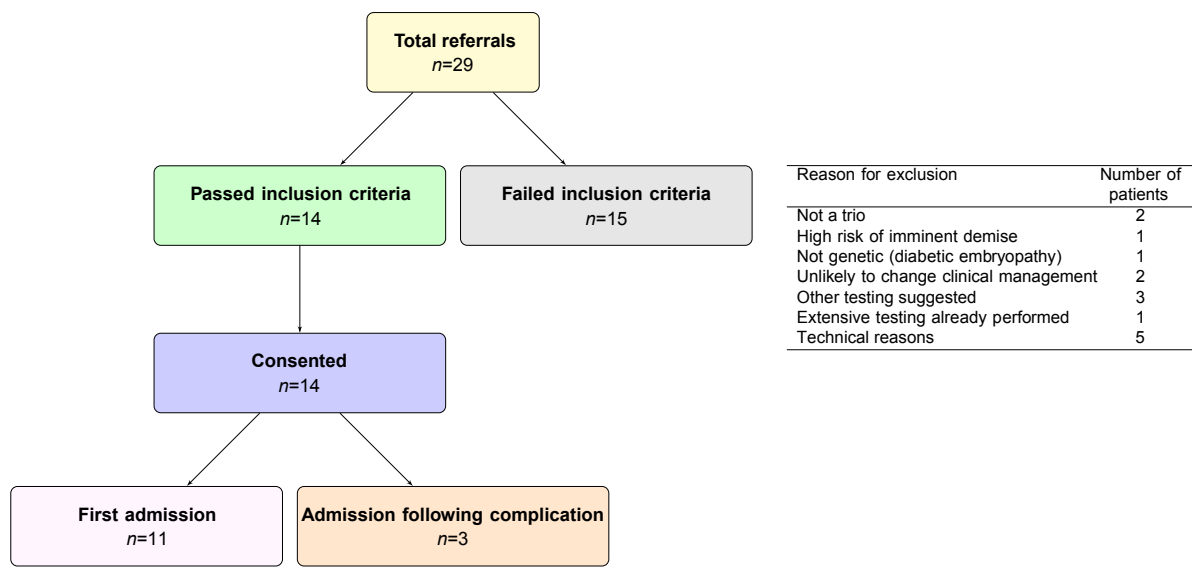 Total referrals
n=29
Passed inclusion criteria
n=14
Failed inclusion criteria
n=15
Reason for exclusion Number of
patients
Not a trio 2
High risk of imminent demise 1
Not genetic (diabetic embryopathy) 1
Unlikely to change clinical management 2
Other testing suggested 3
Extensive testing already performed 1
Technical reasons 5
Consented
n=14
First admission
n=11
Admission following complication
n=3